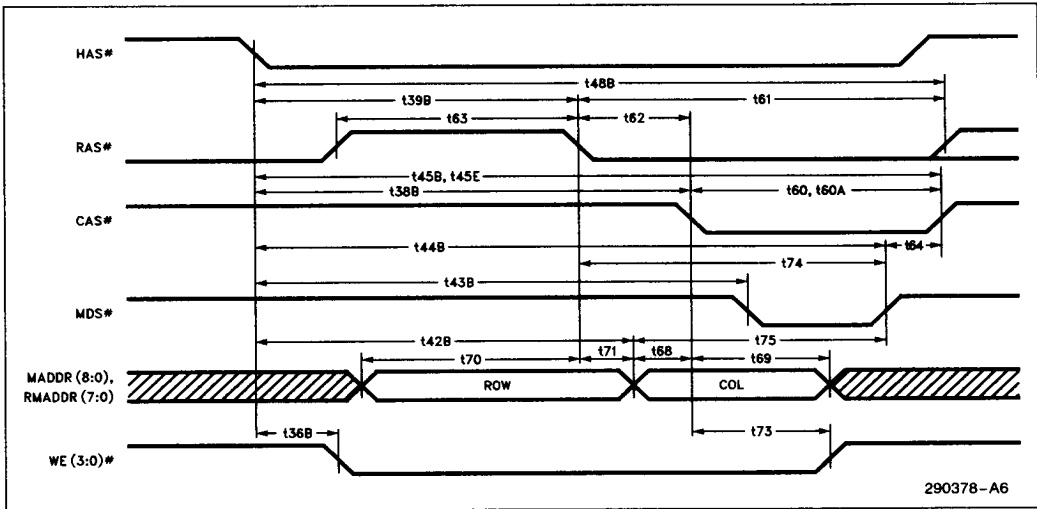 HAS#
t48B
t39B
t61
t63
t62
RAS#
t45B, t45E
t38B
t60, t60A
CAS#
t44B
t64
t74
t43B
MDS#
t42B
t75
t70
t71
t68
t69
MADDR (8:0),
RMADDR (7:0)
ROW
COL
t36B
t73
WE (3:0)#
290378-A6